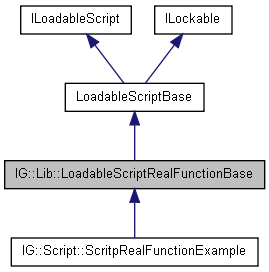 ILoadableScript
ILockable
LoadableScriptBase
IG::Lib::LoadableScriptRealFunctionBase
IG::Script::ScritpRealFunctionExample